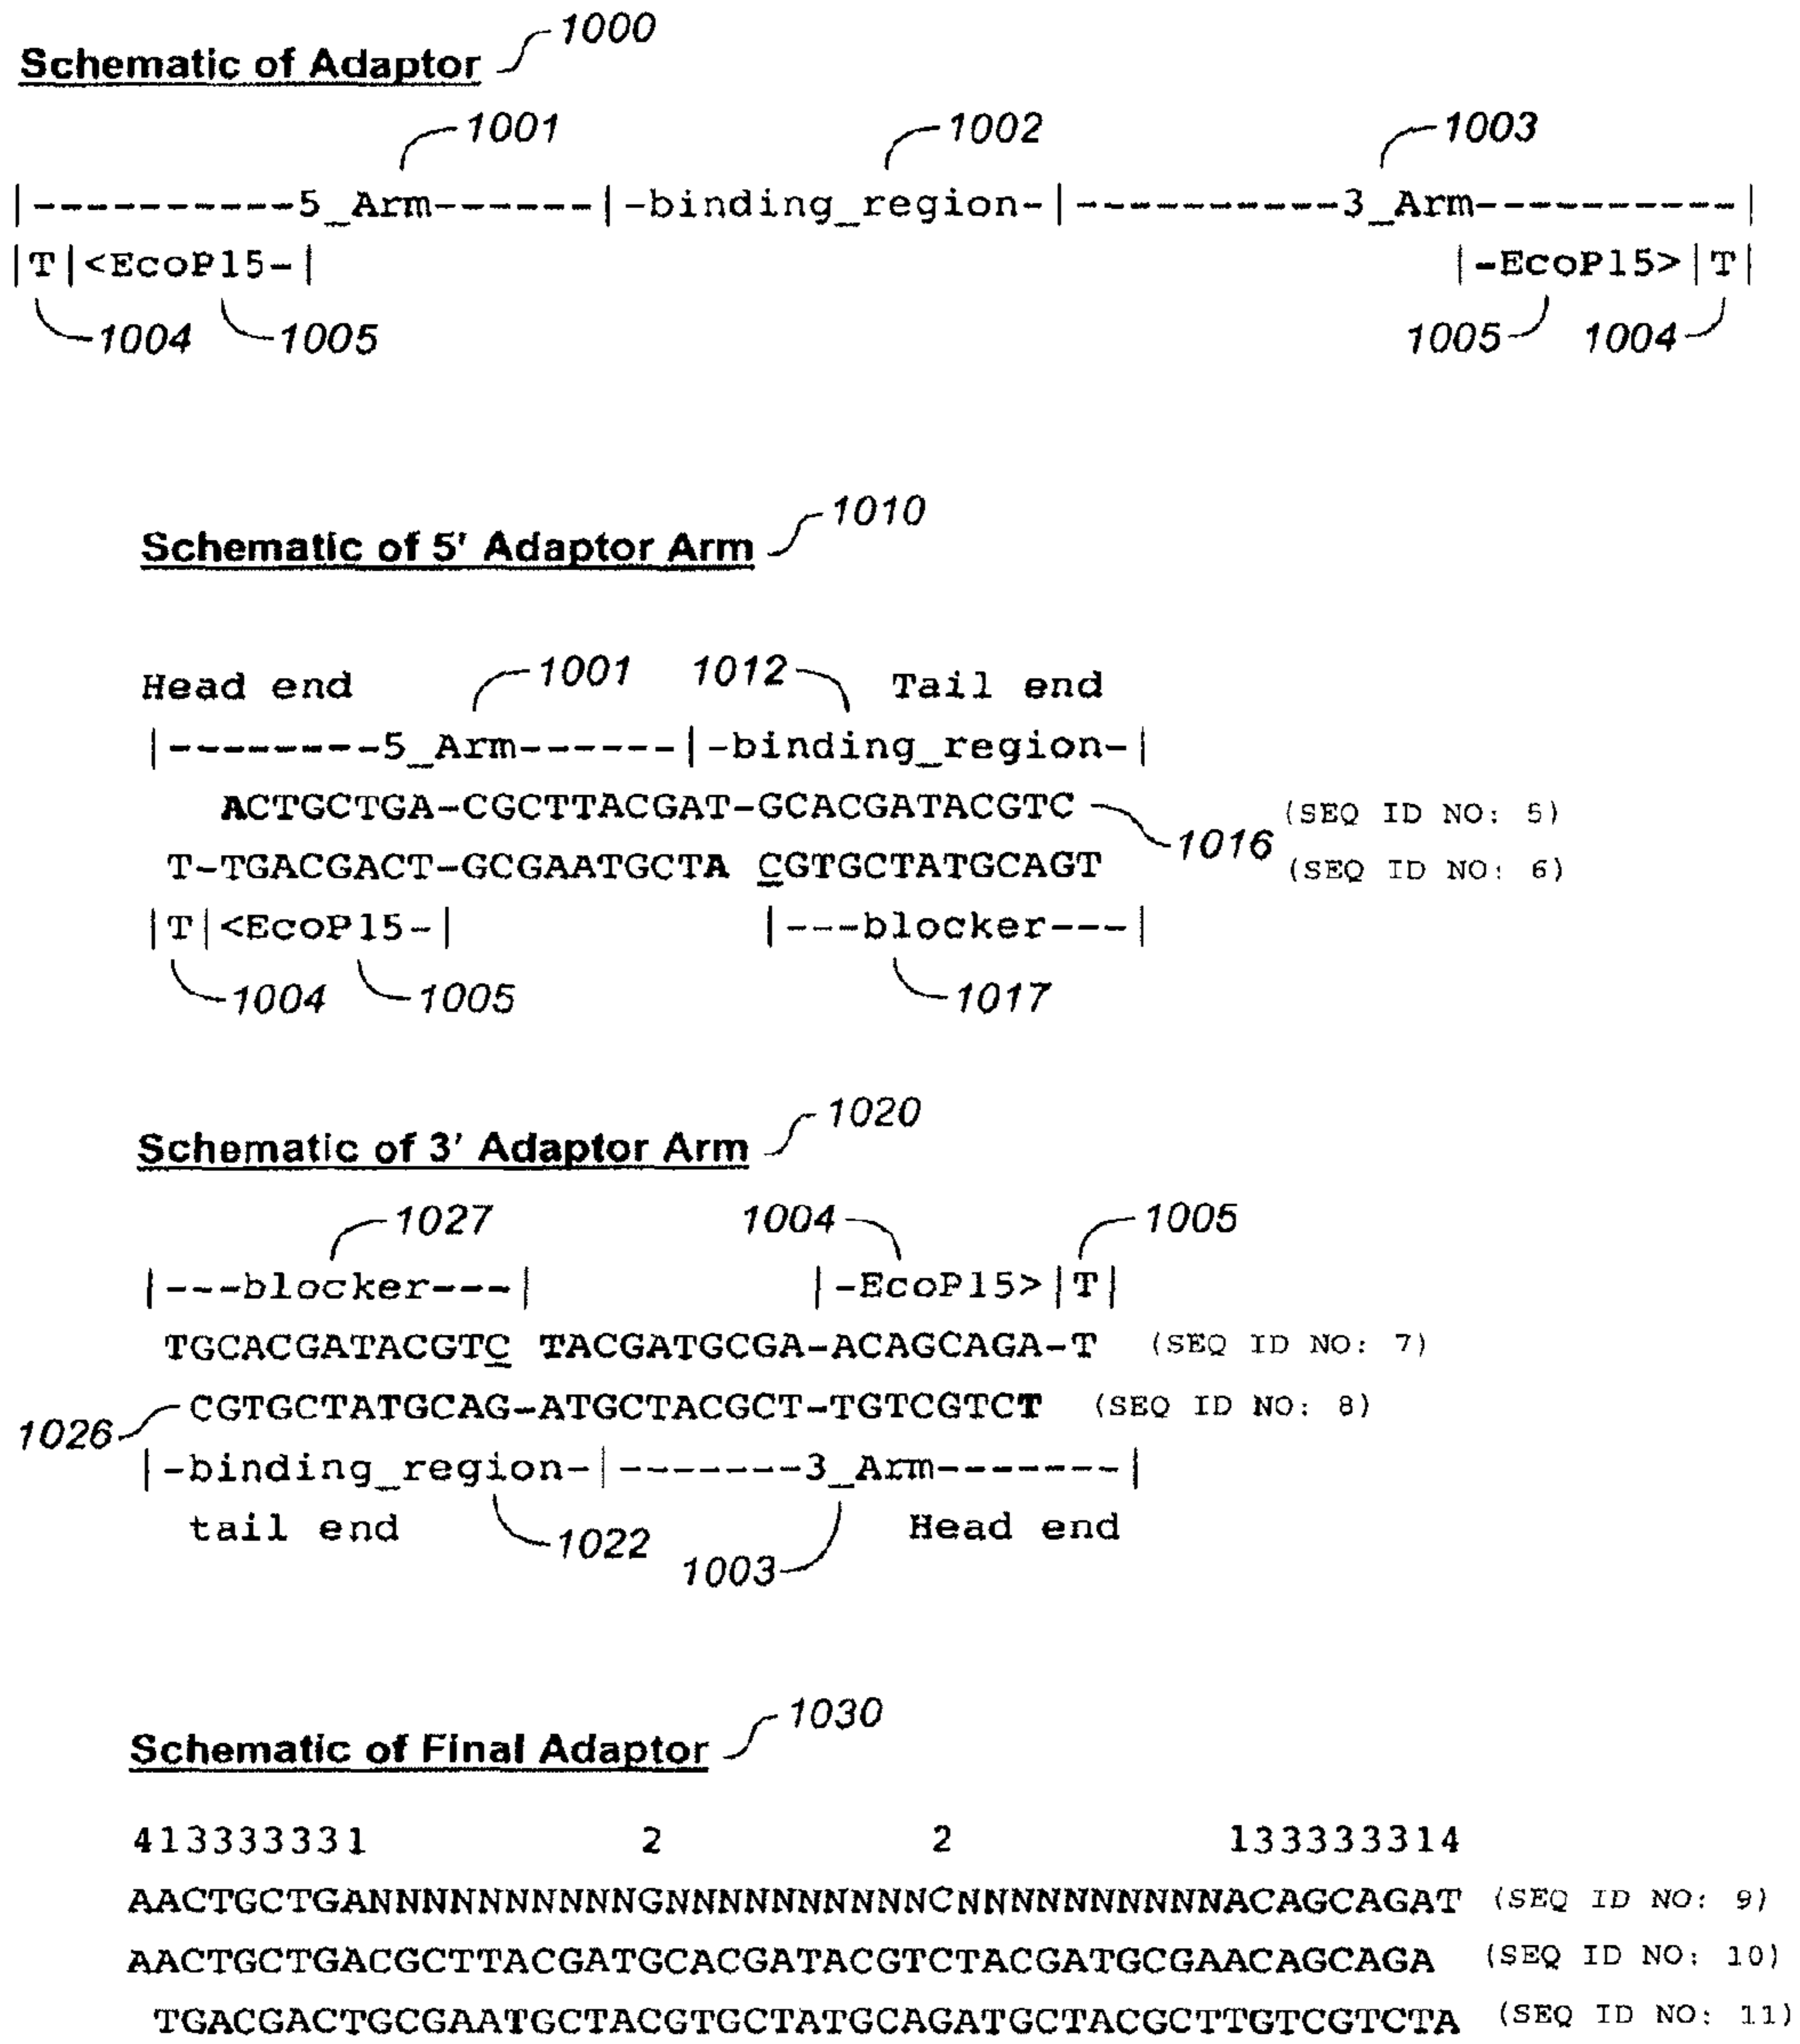 1000
Schematic of Adaptor
1001 1002 1003
|----------5_Arm------|-binding_region-|----------3_Arm----------|
|T|<EcoP15-| |-EcoP15>|T|
1004 1005 1005 1004
1010
Schematic of 5' Adaptor Arm
Head end 1001 1012 Tail end
|---------5_Arm------|-binding_region-|
ACTGCTGA-CGCTTACGAT-GCACGATACGTC (SEQ ID NO: 5)
1016
T-TGACGACT-GCGAATGCTA CGTGCTATGCAGT (SEQ ID NO: 6)
|T|<EcoP15-| |---blocker---|
1004 1005 1017
1020
Schematic of 3' Adaptor Arm
1027 1004 1005
|---blocker---| |-EcoP15>|T|
TGCACGATACGTC TACGATGCGA-ACAGCAGA-T (SEQ ID NO: 7)
CGTGCTATGCAG-ATGCTACGCT-TGTCGTCT (SEQ ID NO: 8)
1026
|-binding_region-|-------3_Arm-------|
tail end 1022 1003 Head end
1030
Schematic of Final Adaptor
413333331 2 2 133333314
AACTGCTGANNNNNNNNNNGNNNNNNNNNNCNNNNNNNNNNACAGCAGAT (SEQ ID NO: 9)
AACTGCTGACGCTTACGATGCACGATACGTCTACGATGCGAACAGCAGA (SEQ ID NO: 10)
TGACGACTGCGAATGCTACGTGCTATGCAGATGCTACGCTTGTCGTCTA (SEQ ID NO: 11)